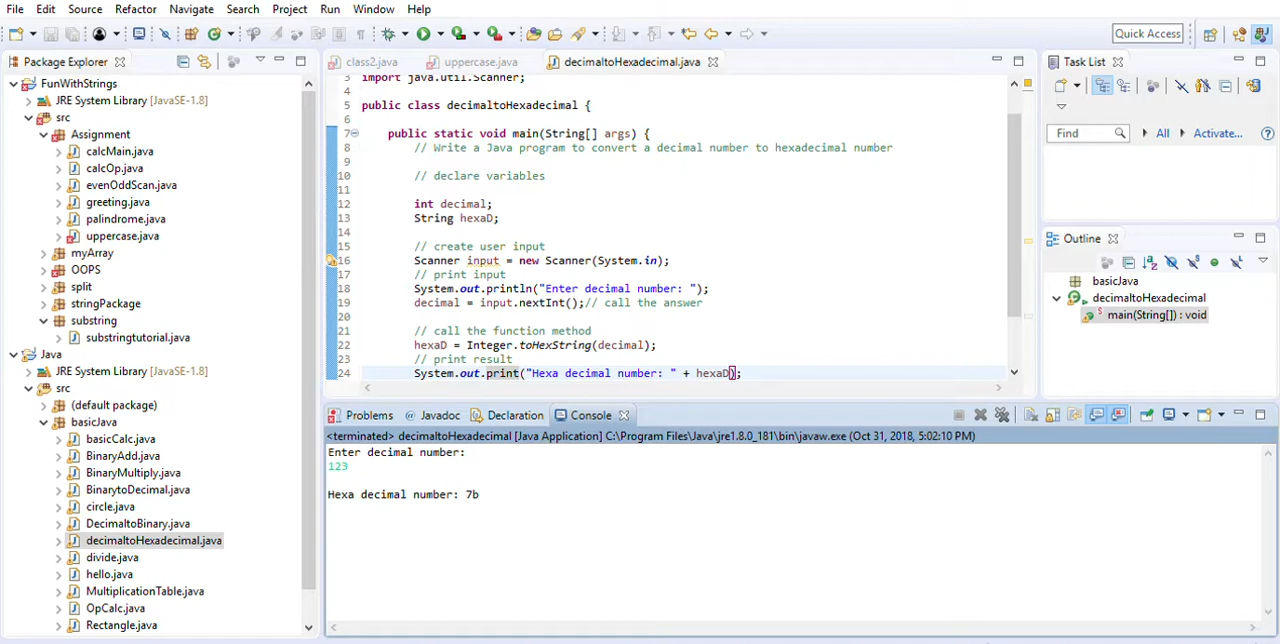 File Edit Source Refactor Navigate Search Project Run Window Help
Quick Access
Package Explorer
FunWithStrings
JRE System Library [JavaSE-1.8]
src
Assignment
calcMain.java
calcOp.java
evenOddScan.java
greeting.java
palindrome.java
uppercase.java
myArray
OOPS
split
stringPackage
substring
substringtutorial.java
Java
JRE System Library [JavaSE-1.8]
src
(default package)
basicJava
basicCalc.java
BinaryAdd.java
BinaryMultiply.java
BinarytoDecimal.java
circle.java
DecimaltoBinary.java
decimaltoHexadecimal.java
divide.java
hello.java
MultiplicationTable.java
OpCalc.java
Rectangle.java
class2.java uppercase.java decimaltoHexadecimal.java
3 import java.util.Scanner;
4
5 public class decimaltoHexadecimal {
6
7 public static void main(String[] args) {
8 // Write a Java program to convert a decimal number to hexadecimal number
9
10 // declare variables
11
12 int decimal;
13 String hexaD;
14
15 // create user input
16 Scanner input = new Scanner(System.in);
17 // print input
18 System.out.println("Enter decimal number: ");
19 decimal = input.nextInt();// call the answer
20
21 // call the function method
22 hexaD = Integer.toHexString(decimal);
23 // print result
24 System.out.print("Hexa decimal number: " + hexaD);
Task List
Find All Activate...
Outline
basicJava
decimaltoHexadecimal
main(String[]) : void
Problems @ Javadoc Declaration Console
<terminated> decimaltoHexadecimal [Java Application] C:\Program Files\Java\jre1.8.0_181\bin\javaw.exe (Oct 31, 2018, 5:02:10 PM)
Enter decimal number:
123
Hexa decimal number: 7b